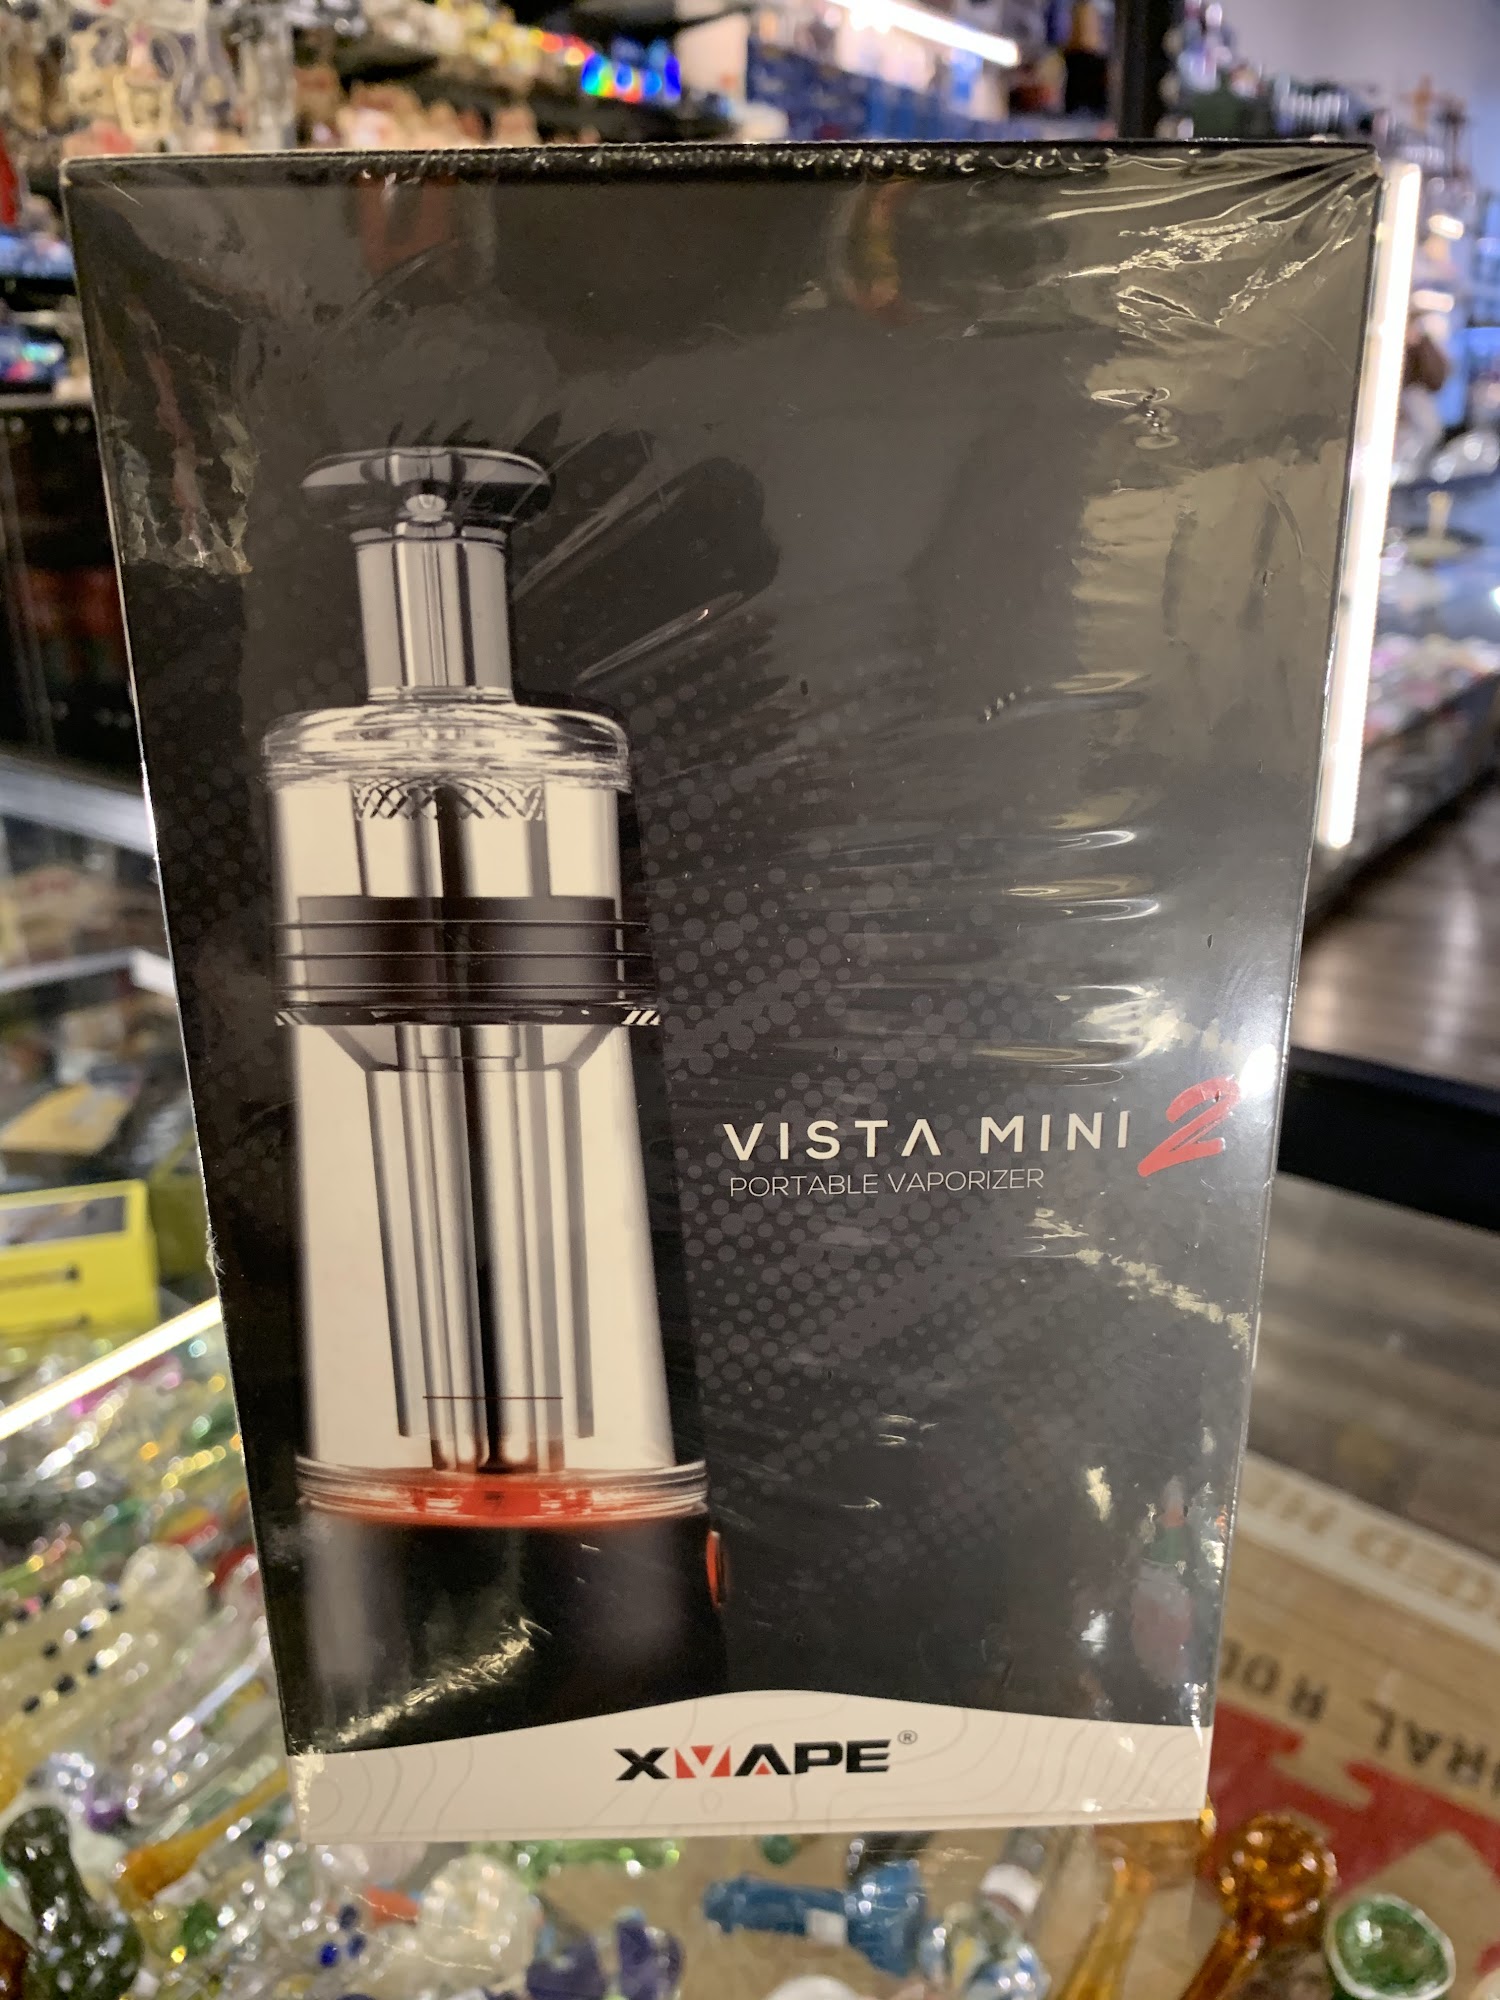 VISTA MINI 2
PORTABLE VAPORIZER
XVAPE®